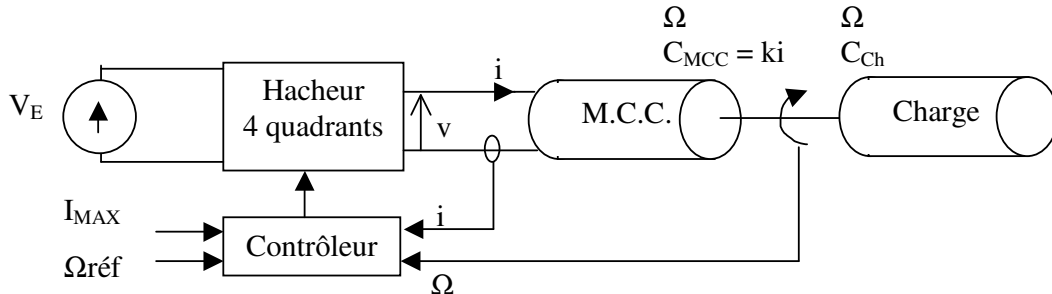 Ω
C_MCC = ki
Ω
C_Ch
V_E
Hacheur
4 quadrants
i
v
M.C.C.
Charge
I_MAX
Ωréf
Contrôleur
i
Ω